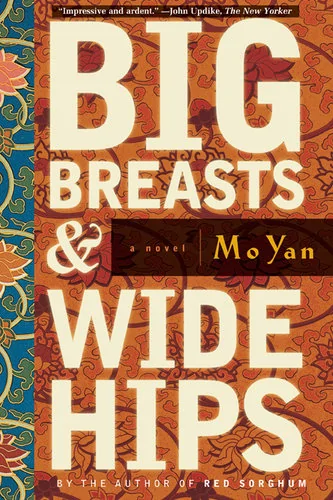 “Impressive and ardent.” —John Updike, The New Yorker
BIG
BREASTS
&
a novel
Mo Yan
WIDE
HIPS
BY THE AUTHOR OF RED SORGHUM